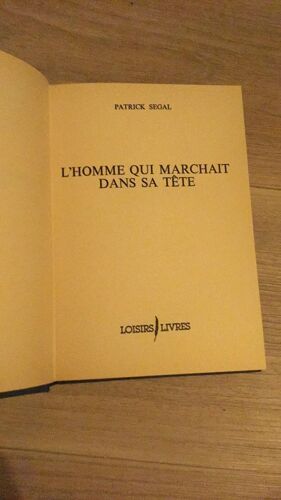 PATRICK SEGAL
L'HOMME QUI MARCHAIT
DANS SA TÊTE
LOISIRS LIVRES